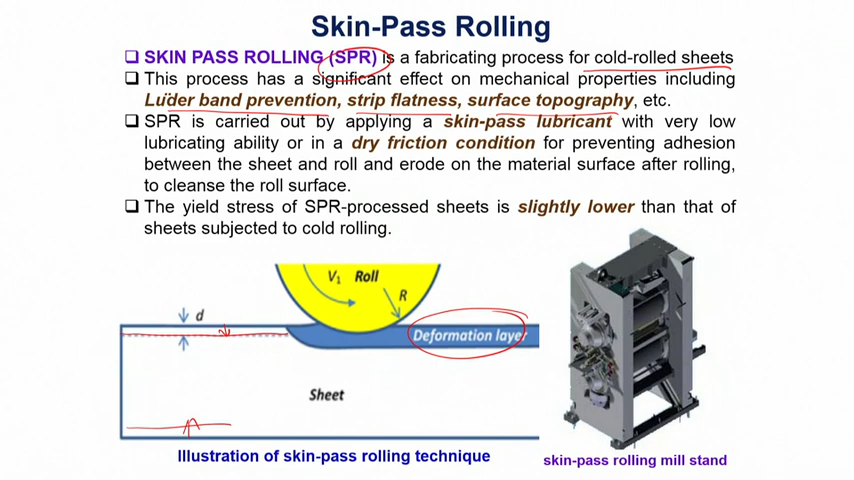 Skin-Pass Rolling
❑ SKIN PASS ROLLING (SPR) is a fabricating process for cold-rolled sheets
❑ This process has a significant effect on mechanical properties including
Luder band prevention, strip flatness, surface topography, etc.
❑ SPR is carried out by applying a skin-pass lubricant with very low
lubricating ability or in a dry friction condition for preventing adhesion
between the sheet and roll and erode on the material surface after rolling,
to cleanse the roll surface.
❑ The yield stress of SPR-processed sheets is slightly lower than that of
sheets subjected to cold rolling.
V1 Roll
R
d
Deformation layer
Sheet
Illustration of skin-pass rolling technique
skin-pass rolling mill stand